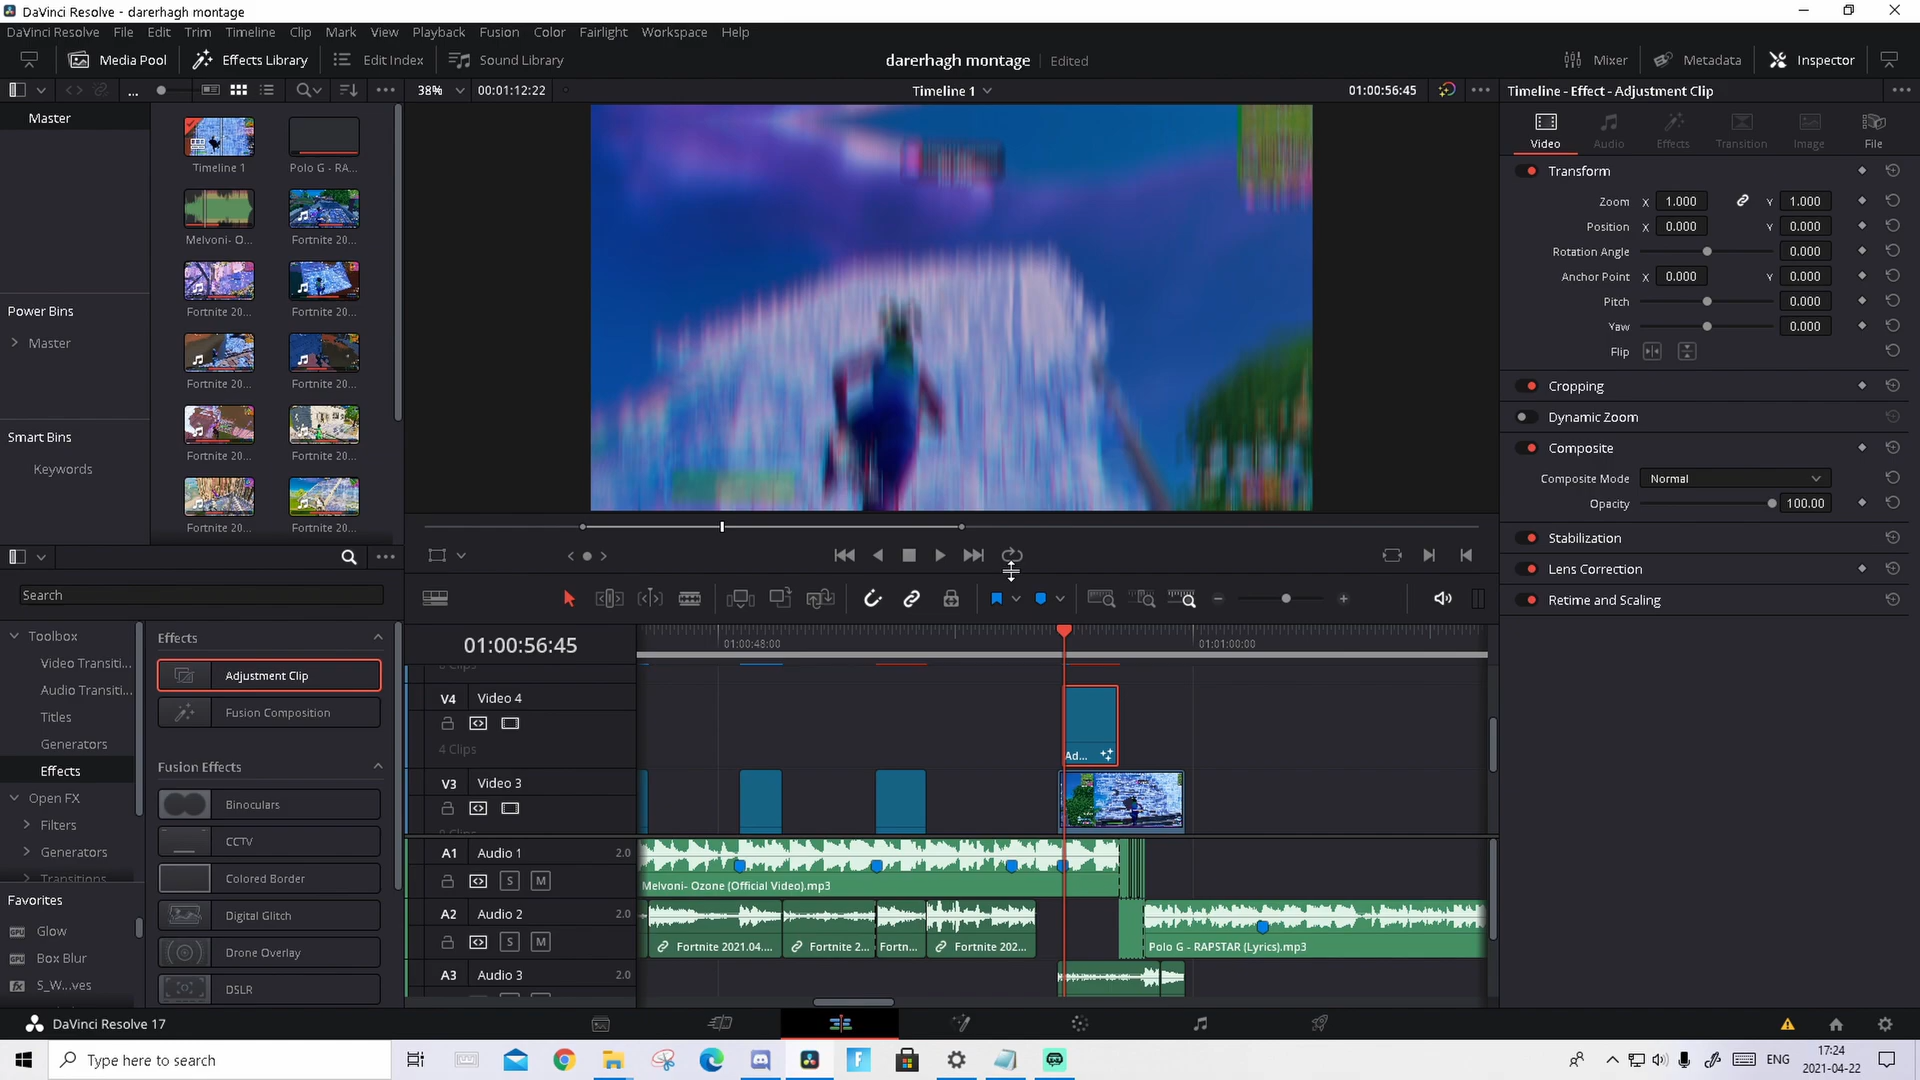 DaVinci Resolve - darerhagh montage
DaVinci Resolve File Edit Trim Timeline Clip Mark View Playback Fusion Color Fairlight Workspace Help
Media Pool Effects Library Edit Index Sound Library darerhagh montage Edited Mixer Metadata Inspector
... 38% 00:01:12:22 Timeline 1 01:00:56:45 Timeline - Effect - Adjustment Clip
Master
Timeline 1 Polo G - RA...
Melvoni- O... Fortnite 20...
Fortnite 20... Fortnite 20...
Fortnite 20... Fortnite 20...
Fortnite 20... Fortnite 20...
Fortnite 20... Fortnite 20...
Power Bins
Master
Smart Bins
Keywords
Video Audio Effects Transition Image File
Transform
Zoom X 1.000 Y 1.000
Position X 0.000 Y 0.000
Rotation Angle 0.000
Anchor Point X 0.000 Y 0.000
Pitch 0.000
Yaw 0.000
Flip
Cropping
Dynamic Zoom
Composite
Composite Mode Normal
Opacity 100.00
Stabilization
Lens Correction
Retime and Scaling
Search
Toolbox
Video Transiti...
Audio Transiti...
Titles
Generators
Effects
Open FX
Filters
Generators
Transitions
Favorites
Glow
Box Blur
S_W...ves
Effects
Adjustment Clip
Fusion Composition
Fusion Effects
Binoculars
CCTV
Colored Border
Digital Glitch
Drone Overlay
DSLR
01:00:56:45 01:00:48:00 01:01:00:00
V4 Video 4
4 Clips
Ad...
V3 Video 3
A1 Audio 1 2.0
S M
Melvoni- Ozone (Official Video).mp3
A2 Audio 2 2.0
S M
Fortnite 2021.04.... Fortnite 2... Fortn... Fortnite 202... Polo G - RAPSTAR (Lyrics).mp3
A3 Audio 3 2.0
DaVinci Resolve 17
Type here to search
ENG 17:24
2021-04-22